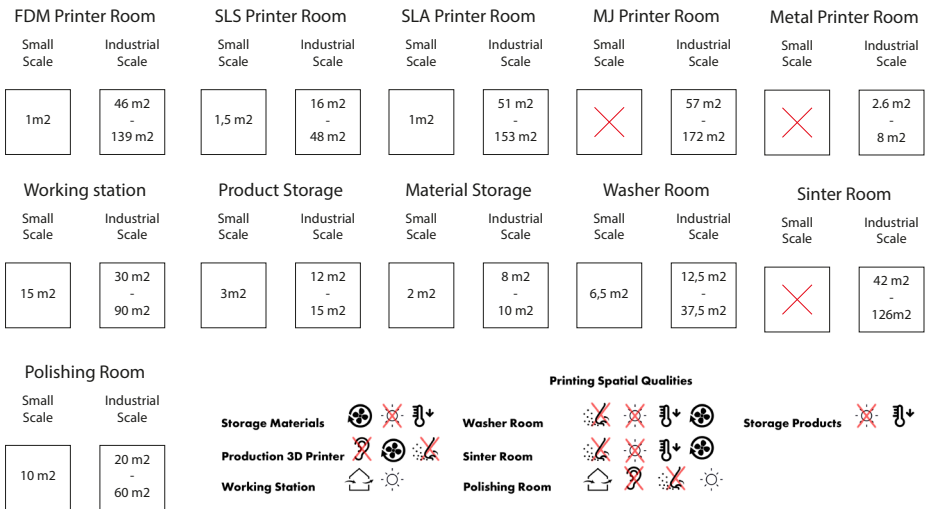 FDM Printer Room
SLS Printer Room
SLA Printer Room
MJ Printer Room
Metal Printer Room
Small Scale
Industrial Scale
Small Scale
Industrial Scale
Small Scale
Industrial Scale
Small Scale
Industrial Scale
Small Scale
Industrial Scale
1m2
46 m2
-
139 m2
1,5 m2
16 m2
-
48 m2
1m2
51 m2
-
153 m2
57 m2
-
172 m2
2.6 m2
-
8 m2
Working station
Product Storage
Material Storage
Washer Room
Sinter Room
Small Scale
Industrial Scale
Small Scale
Industrial Scale
Small Scale
Industrial Scale
Small Scale
Industrial Scale
Small Scale
Industrial Scale
15 m2
30 m2
-
90 m2
3m2
12 m2
-
15 m2
2 m2
8 m2
-
10 m2
6,5 m2
12,5 m2
-
37,5 m2
42 m2
-
126m2
Polishing Room
Small Scale
Industrial Scale
10 m2
20 m2
-
60 m2
Printing Spatial Qualities
Storage Materials
Washer Room
Storage Products
Production 3D Printer
Sinter Room
Working Station
Polishing Room